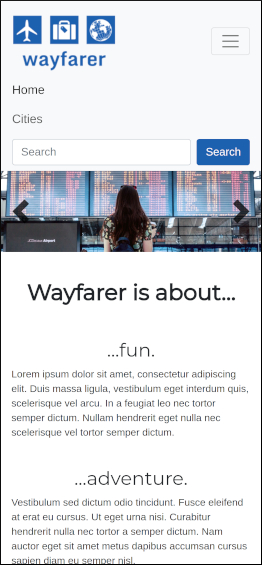 wayfarer
Home
Cities
Search
Search
Wayfarer is about...
...fun.
Lorem ipsum dolor sit amet, consectetur adipiscing
elit. Duis massa ligula, vestibulum eget interdum quis,
scelerisque vel arcu. In a feugiat leo nec tortor
semper dictum. Nullam hendrerit eget nulla nec
scelerisque vel tortor semper dictum.
...adventure.
Vestibulum sed dictum odio tincidunt. Fusce eleifend
at erat eu cursus. Ut eget urna nisi. Curabitur
hendrerit nulla nec tortor a semper dictum. Nam
auctor eget sit amet metus dapibus accumsan cursus
sapien diam eu semper nisl.